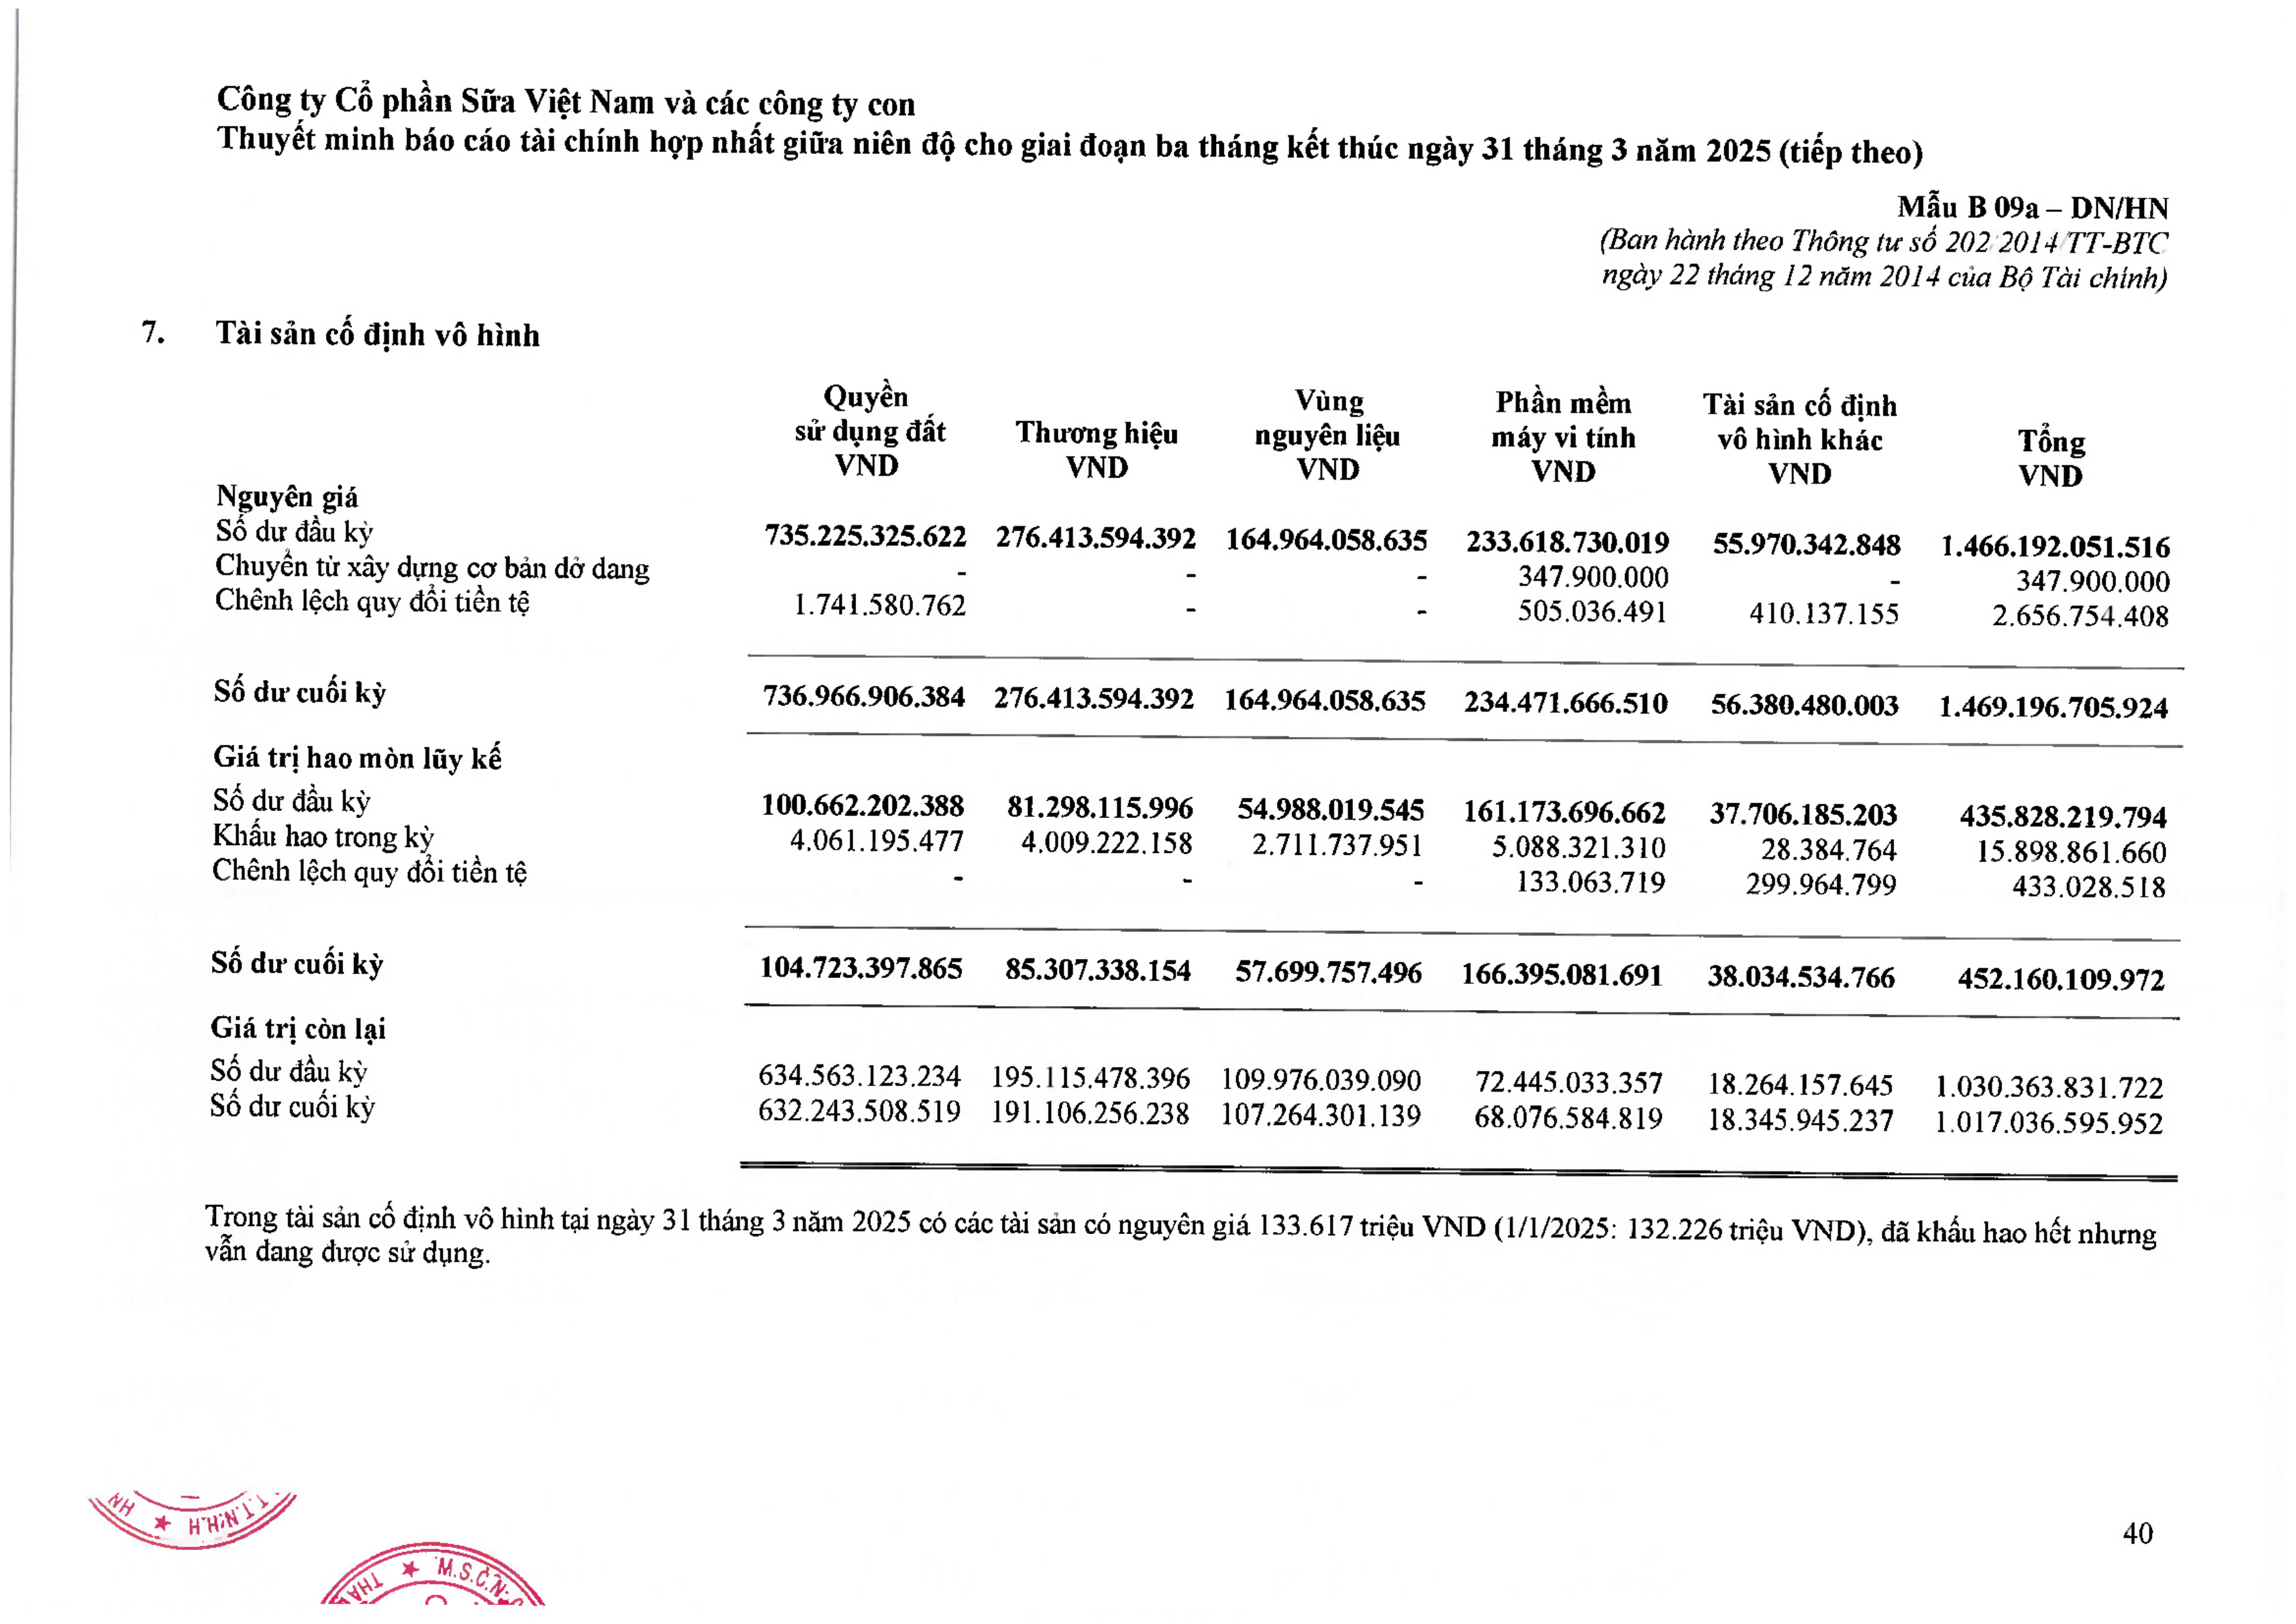 Công ty Cổ phần Sữa Việt Nam và các công ty con
Thuyết minh báo cáo tài chính hợp nhất giữa niên độ cho giai đoạn ba tháng kết thúc ngày 31 tháng 3 năm 2025 (tiếp theo)
Mẫu B 09a – DN/HN
(Ban hành theo Thông tư số 202/2014/TT-BTC
ngày 22 tháng 12 năm 2014 của Bộ Tài chính)
7. Tài sản cố định vô hình
Quyền sử dụng đất VND Thương hiệu VND Vùng nguyên liệu VND Phần mềm máy vi tính VND Tài sản cố định vô hình khác VND Tổng VND
Nguyên giá
Số dư đầu kỳ 735.225.325.622 276.413.594.392 164.964.058.635 233.618.730.019 55.970.342.848 1.466.192.051.516
Chuyển từ xây dựng cơ bản dở dang - - - 347.900.000 - 347.900.000
Chênh lệch quy đổi tiền tệ 1.741.580.762 - - 505.036.491 410.137.155 2.656.754.408
Số dư cuối kỳ 736.966.906.384 276.413.594.392 164.964.058.635 234.471.666.510 56.380.480.003 1.469.196.705.924
Giá trị hao mòn lũy kế
Số dư đầu kỳ 100.662.202.388 81.298.115.996 54.988.019.545 161.173.696.662 37.706.185.203 435.828.219.794
Khấu hao trong kỳ 4.061.195.477 4.009.222.158 2.711.737.951 5.088.321.310 28.384.764 15.898.861.660
Chênh lệch quy đổi tiền tệ - - - 133.063.719 299.964.799 433.028.518
Số dư cuối kỳ 104.723.397.865 85.307.338.154 57.699.757.496 166.395.081.691 38.034.534.766 452.160.109.972
Giá trị còn lại
Số dư đầu kỳ 634.563.123.234 195.115.478.396 109.976.039.090 72.445.033.357 18.264.157.645 1.030.363.831.722
Số dư cuối kỳ 632.243.508.519 191.106.256.238 107.264.301.139 68.076.584.819 18.345.945.237 1.017.036.595.952
Trong tài sản cố định vô hình tại ngày 31 tháng 3 năm 2025 có các tài sản có nguyên giá 133.617 triệu VND (1/1/2025: 132.226 triệu VND), đã khấu hao hết nhưng
vẫn đang được sử dụng.
40
T.T.N.H.H
M.S.C.N: